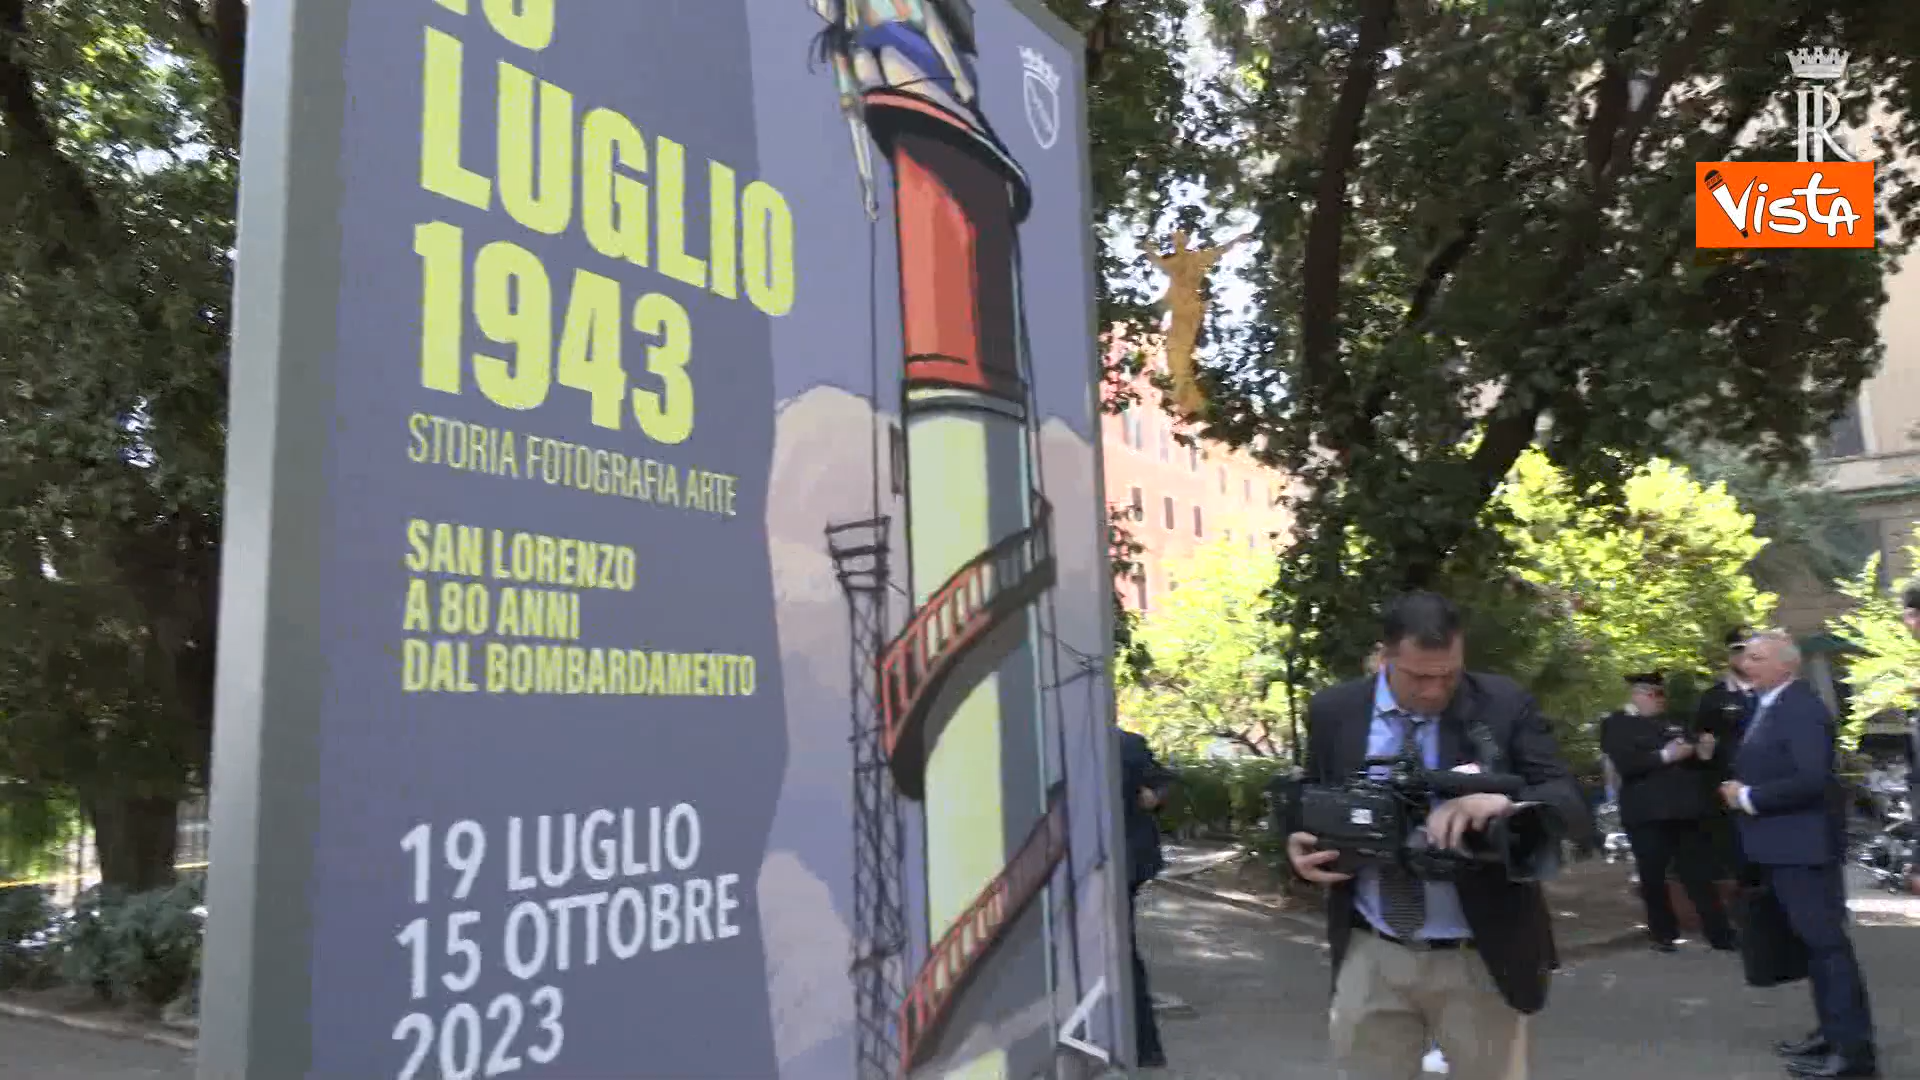 LUGLIO
1943
STORIA FOTOGRAFIA ARTE
SAN LORENZO
A 80 ANNI
DAL BOMBARDAMENTO
19 LUGLIO
15 OTTOBRE
2023
VISTA